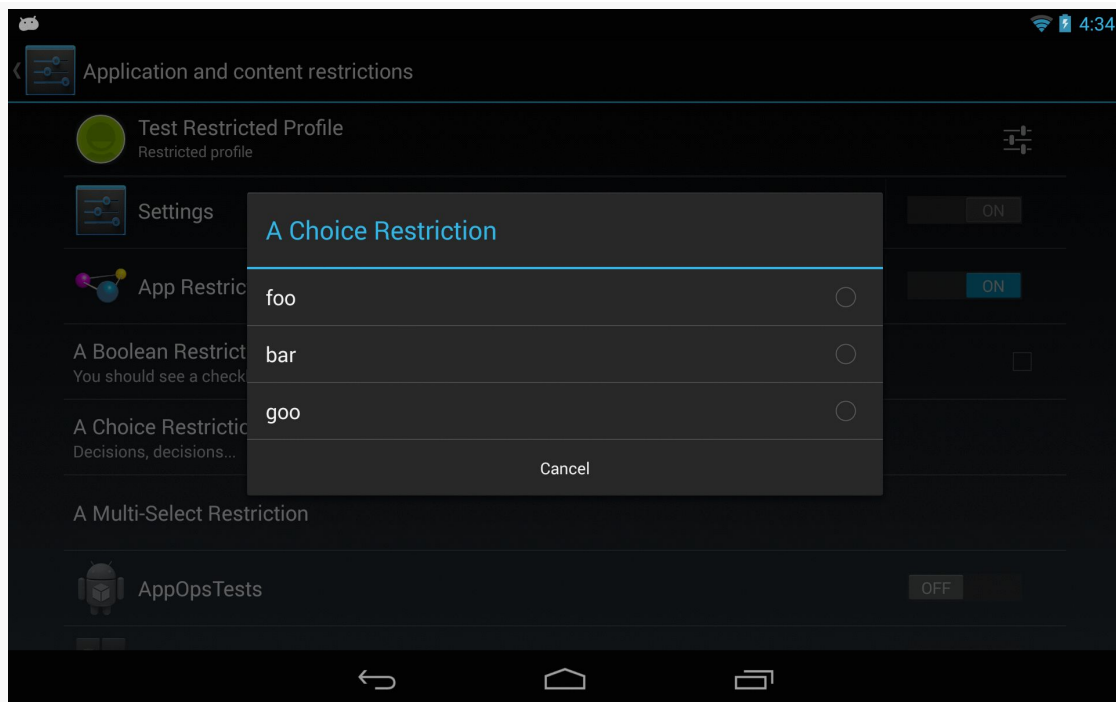 4:34
Application and content restrictions
Test Restricted Profile
Restricted profile
Settings
ON
A Choice Restriction
App Restric
ON
foo
A Boolean Restrict
You should see a check
bar
A Choice Restrictio
Decisions, decisions...
goo
Cancel
A Multi-Select Restriction
AppOpsTests
OFF